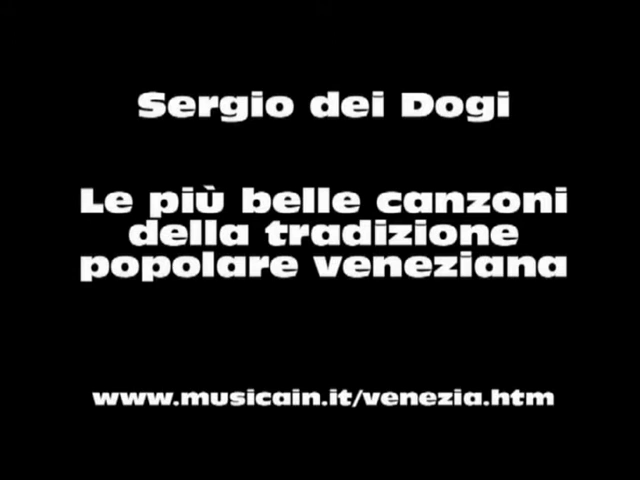 Sergio dei Dogi
Le più belle canzoni
della tradizione
popolare veneziana
www.musicain.it/venezia.htm